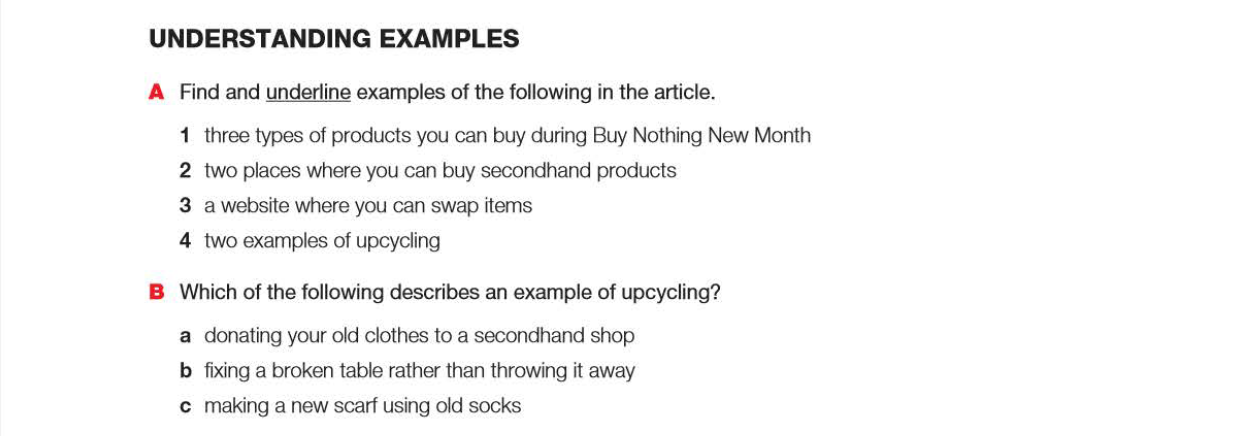 UNDERSTANDING EXAMPLES
A Find and underline examples of the following in the article.
1 three types of products you can buy during Buy Nothing New Month
2 two places where you can buy secondhand products
3 a website where you can swap items
4 two examples of upcycling
B Which of the following describes an example of upcycling?
a donating your old clothes to a secondhand shop
b fixing a broken table rather than throwing it away
c making a new scarf using old socks